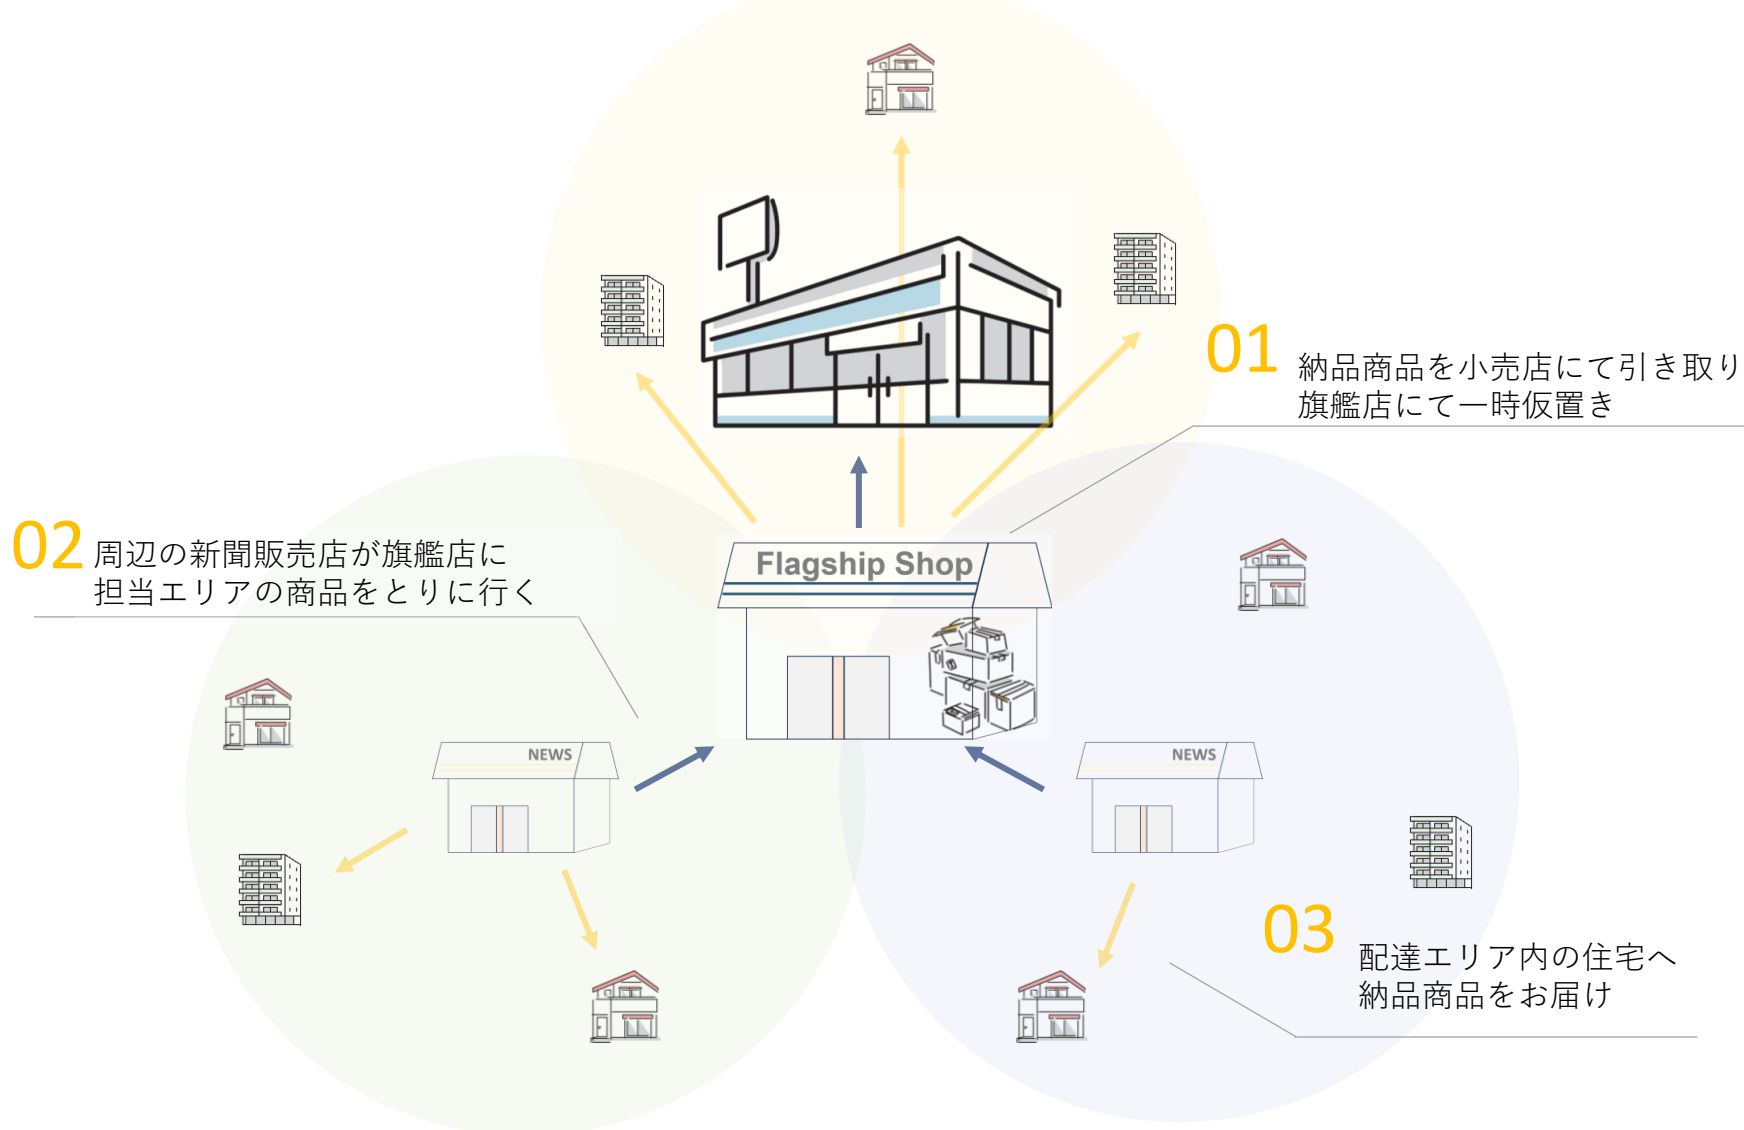 01
納品商品を小売店にて引き取り
旗艦店にて一時仮置き
02
周辺の新聞販売店が旗艦店に
担当エリアの商品をとりに行く
Flagship Shop
NEWS
NEWS
03
配達エリア内の住宅へ
納品商品をお届け